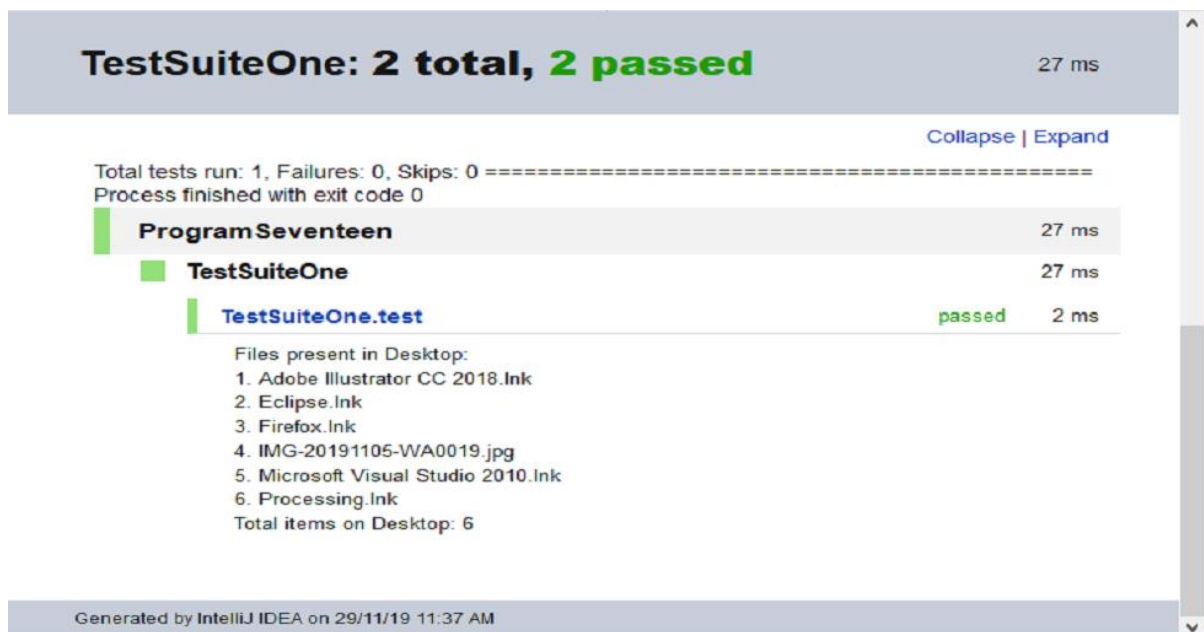 TestSuiteOne: 2 total, 2 passed 27 ms
Collapse | Expand
Total tests run: 1, Failures: 0, Skips: 0 ===============================================
Process finished with exit code 0
ProgramSeventeen 27 ms
TestSuiteOne 27 ms
TestSuiteOne.test passed 2 ms
Files present in Desktop:
1. Adobe Illustrator CC 2018.lnk
2. Eclipse.lnk
3. Firefox.lnk
4. IMG-20191105-WA0019.jpg
5. Microsoft Visual Studio 2010.lnk
6. Processing.lnk
Total items on Desktop: 6
Generated by IntelliJ IDEA on 29/11/19 11:37 AM